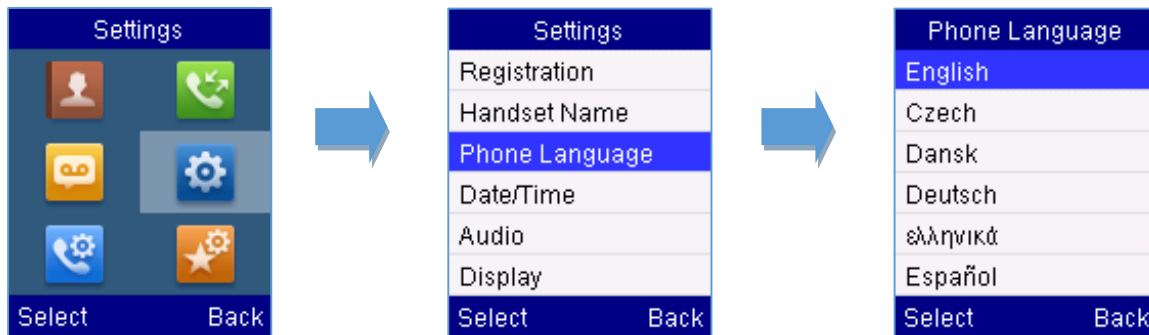 Settings
Select Back
Settings
Registration
Handset Name
Phone Language
Date/Time
Audio
Display
Select Back
Phone Language
English
Czech
Dansk
Deutsch
ελληνικά
Español
Select Back